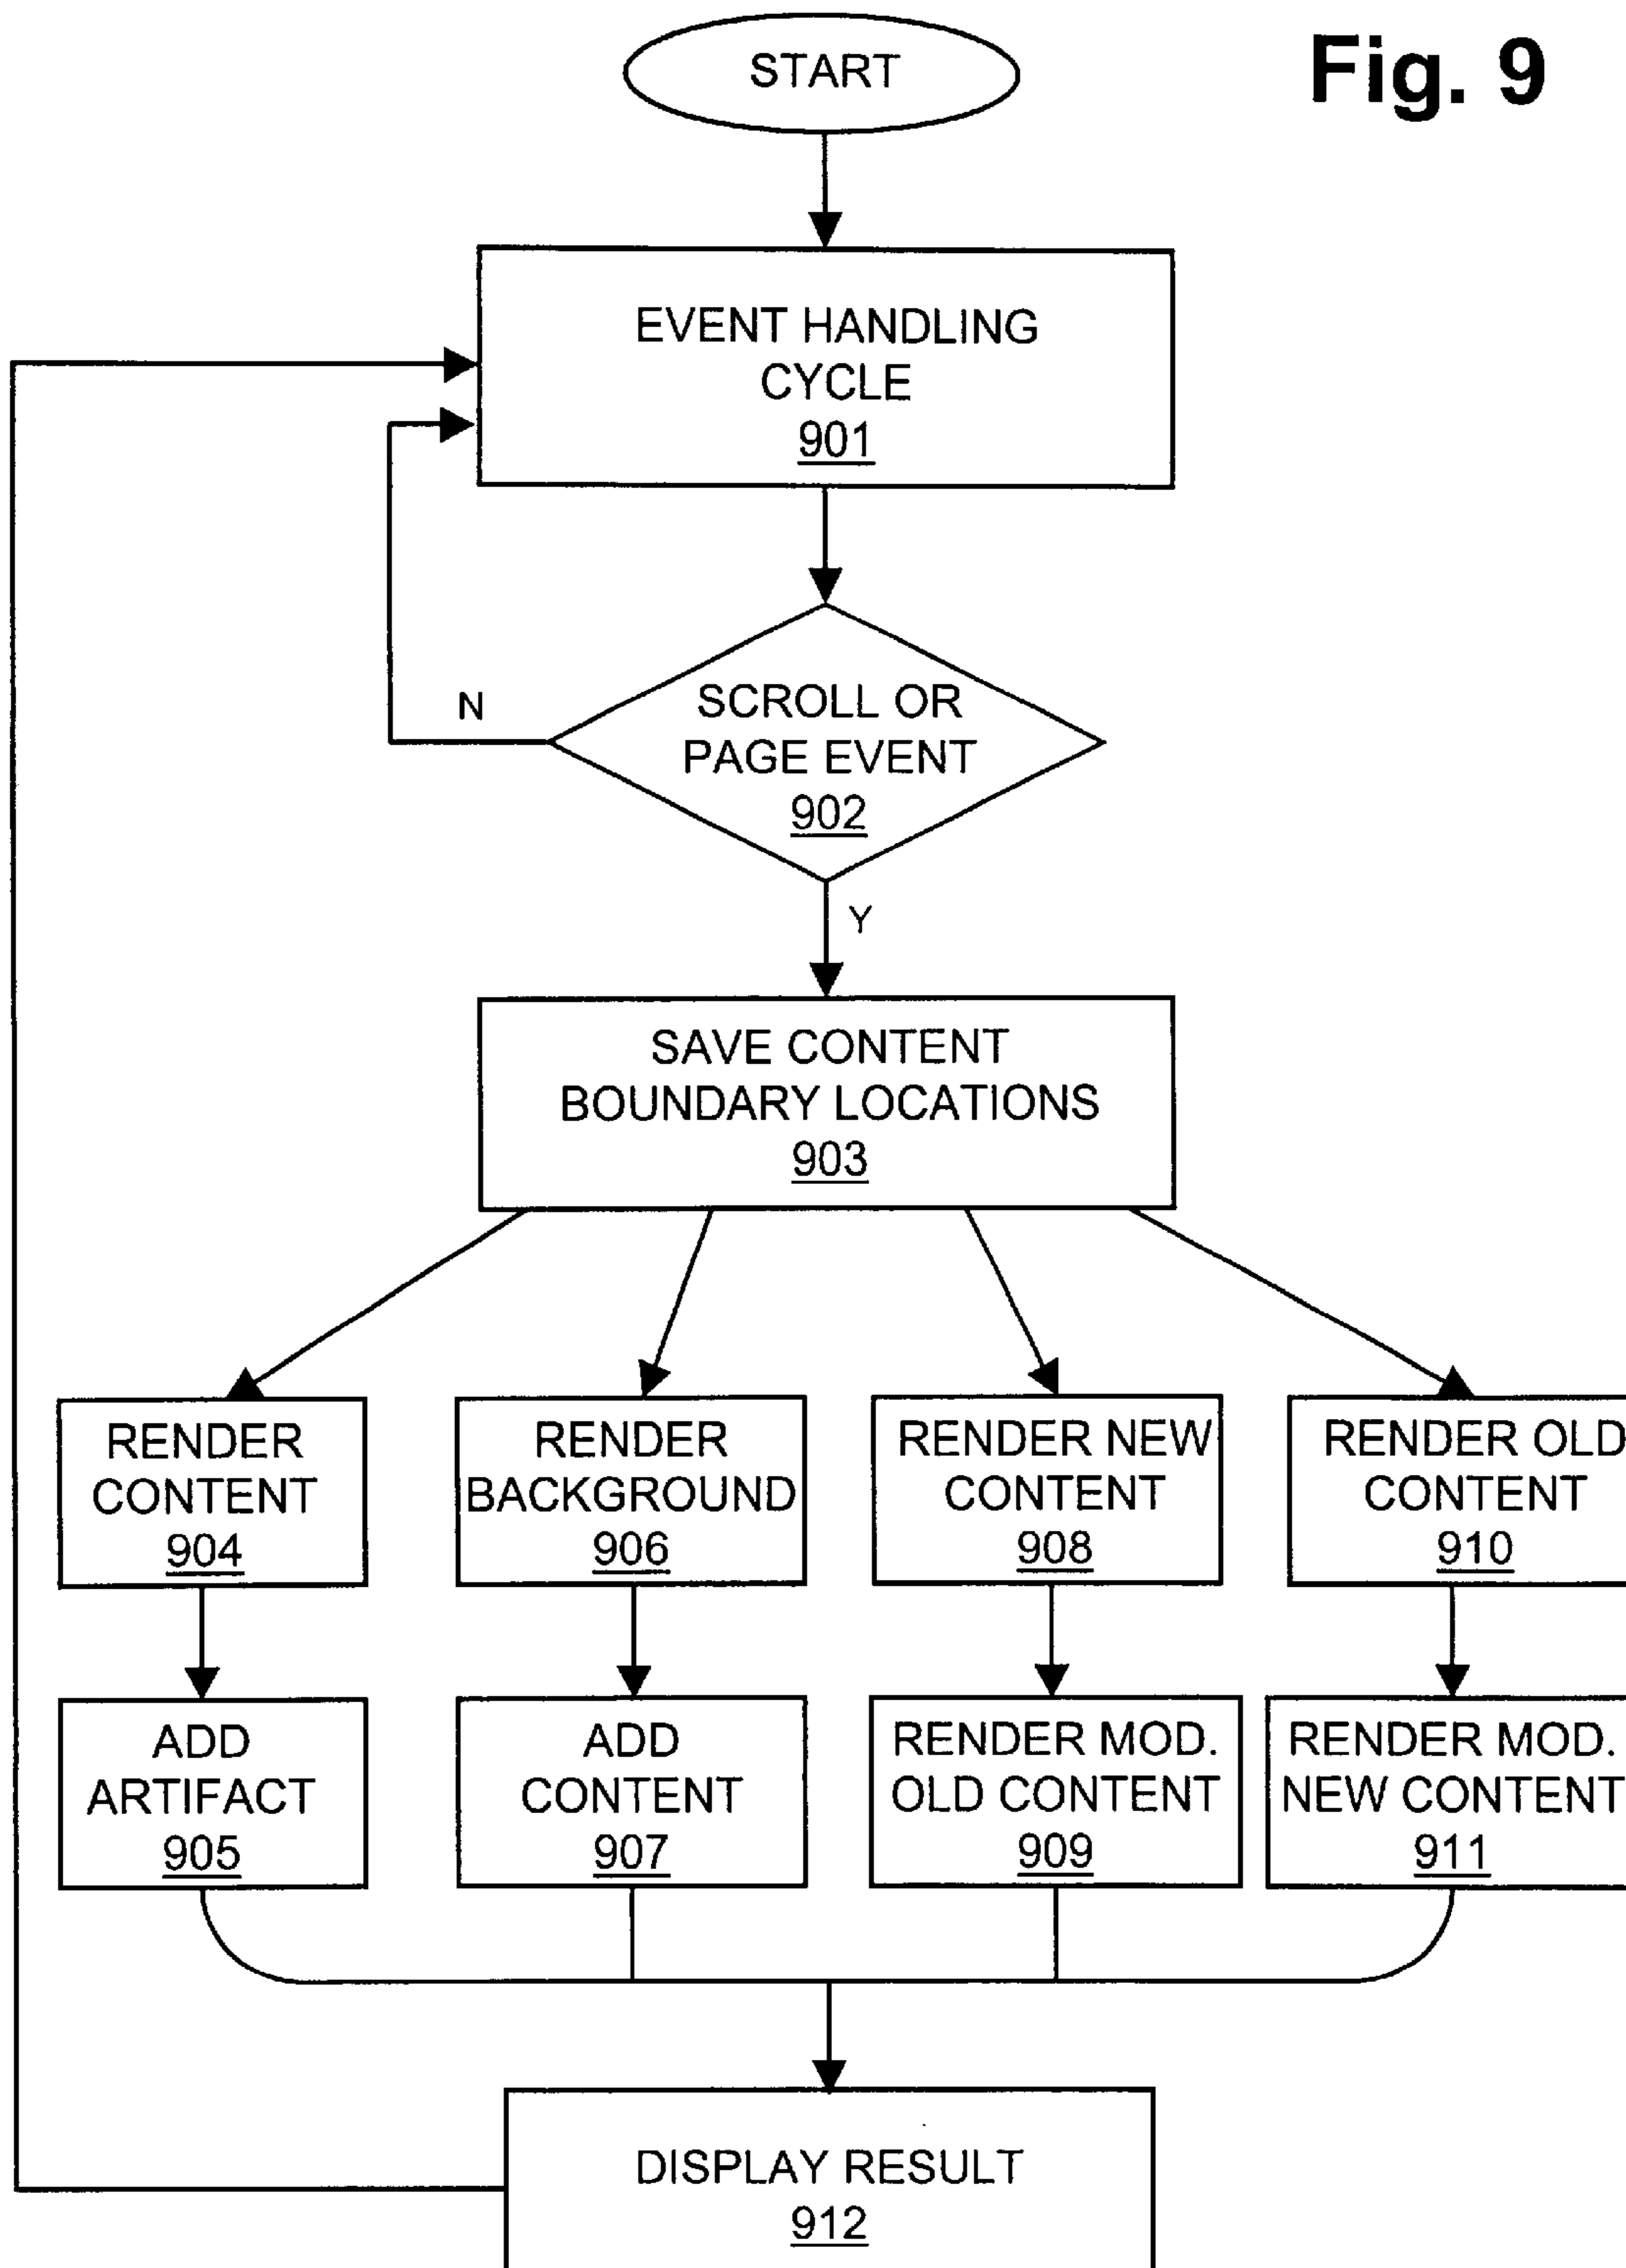 Fig. 9
START
EVENT HANDLING
CYCLE
901
SCROLL OR
PAGE EVENT
902
N
Y
SAVE CONTENT
BOUNDARY LOCATIONS
903
RENDER
CONTENT
904
RENDER
BACKGROUND
906
RENDER NEW
CONTENT
908
RENDER OLD
CONTENT
910
ADD
ARTIFACT
905
ADD
CONTENT
907
RENDER MOD.
OLD CONTENT
909
RENDER MOD.
NEW CONTENT
911
DISPLAY RESULT
912